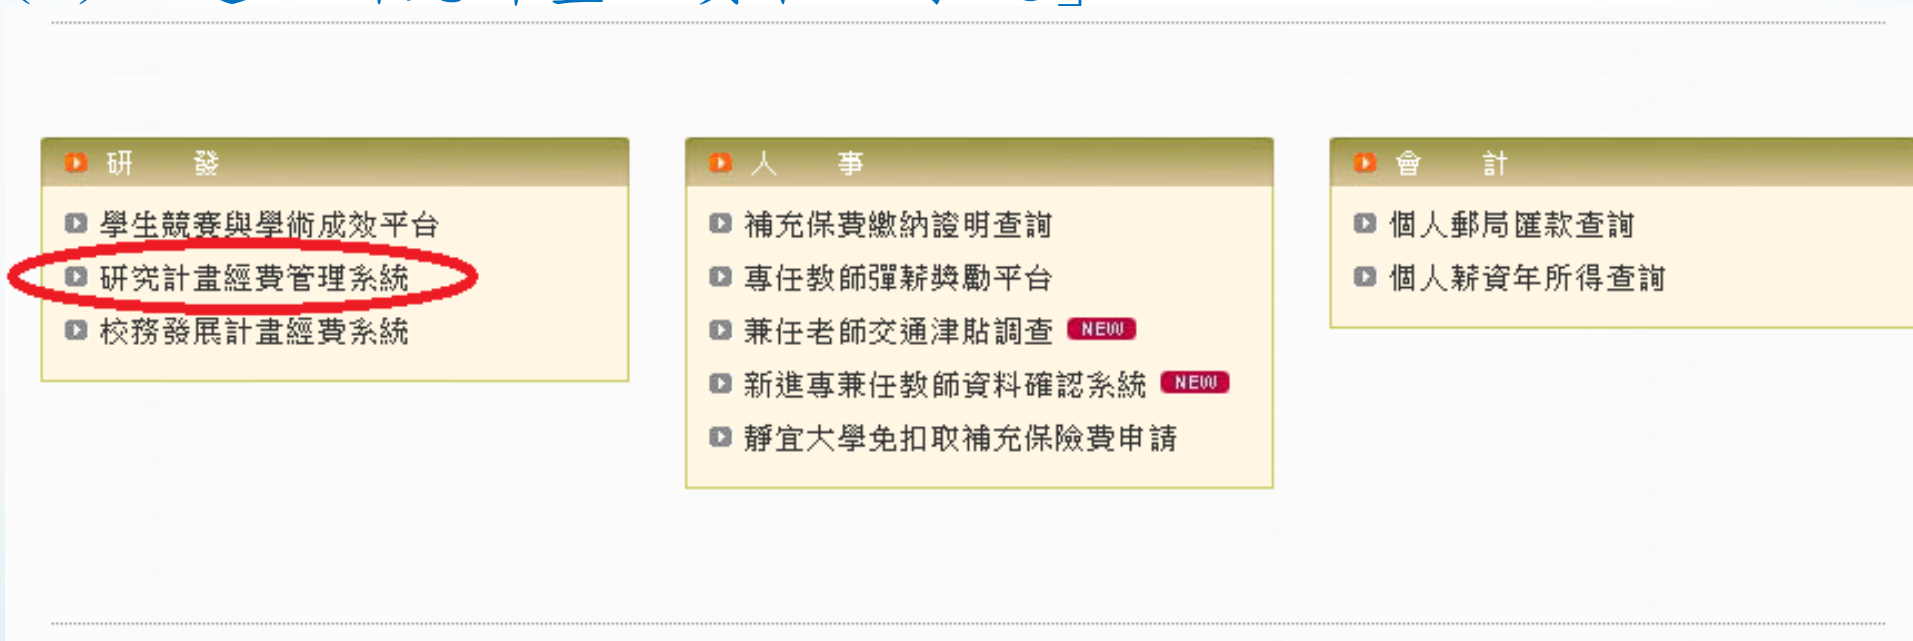 研 發
學生競賽與學術成效平台
研究計畫經費管理系統
校務發展計畫經費系統
人 事
補充保費繳納證明查詢
專任教師彈薪獎勵平台
兼任老師交通津貼調查 NEW
新進專兼任教師資料確認系統 NEW
靜宜大學免扣取補充保險費申請
會 計
個人郵局匯款查詢
個人薪資年所得查詢